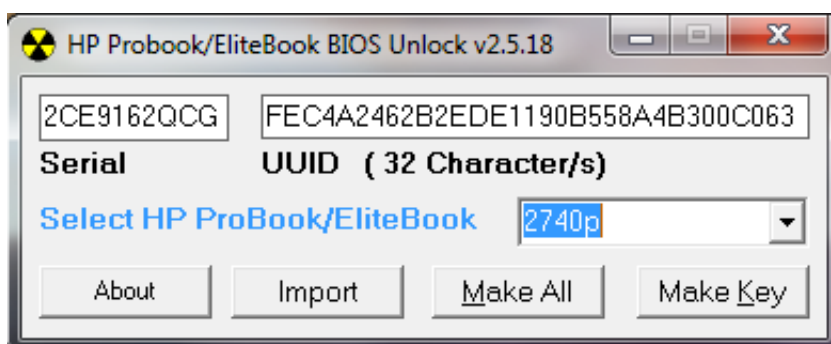 HP Probook/EliteBook BIOS Unlock v2.5.18
2CE9162QCG FEC4A2462B2EDE1190B558A4B300C063
Serial UUID ( 32 Character/s)
Select HP ProBook/EliteBook 2740p
About Import Make All Make Key